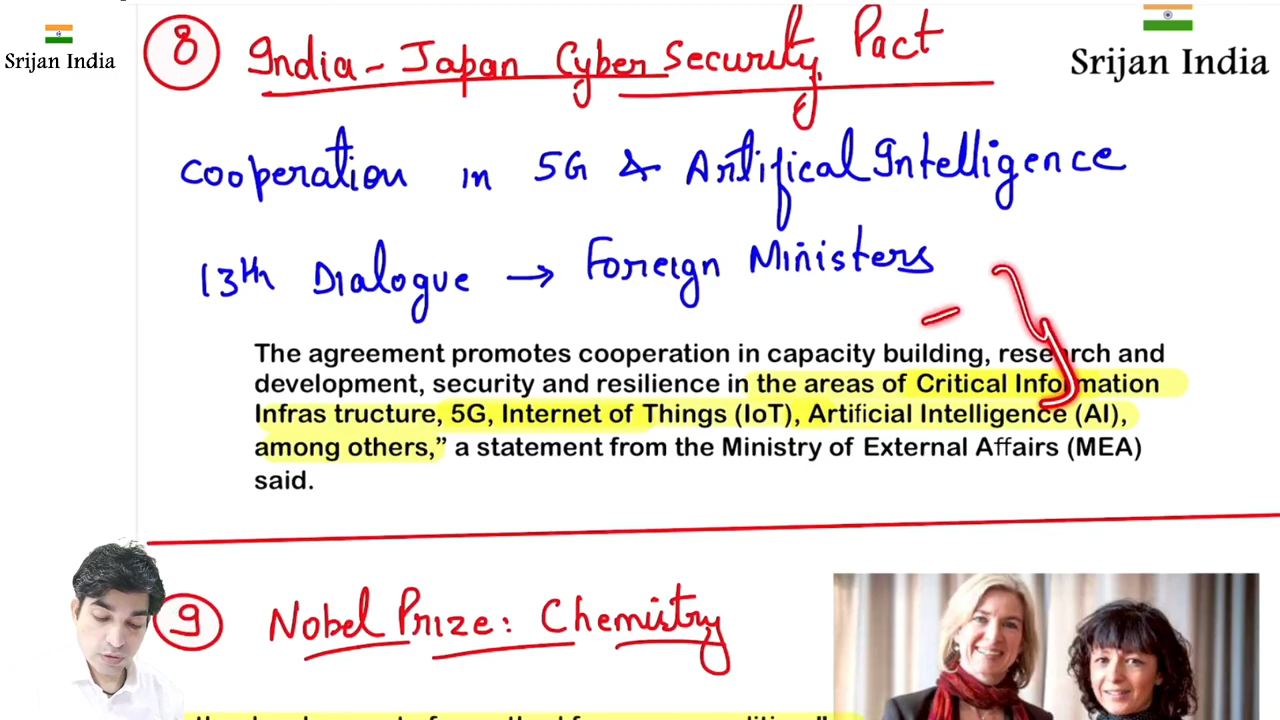 Srijan India
Srijan India
8 India-Japan Cyber Security Pact
Cooperation in 5G & Artifical Intelligence
13th Dialogue → Foreign Ministers
The agreement promotes cooperation in capacity building, research and
development, security and resilience in the areas of Critical Information
Infras tructure, 5G, Internet of Things (IoT), Artificial Intelligence (AI),
among others,” a statement from the Ministry of External Affairs (MEA)
said.
9 Nobel Prize: Chemistry